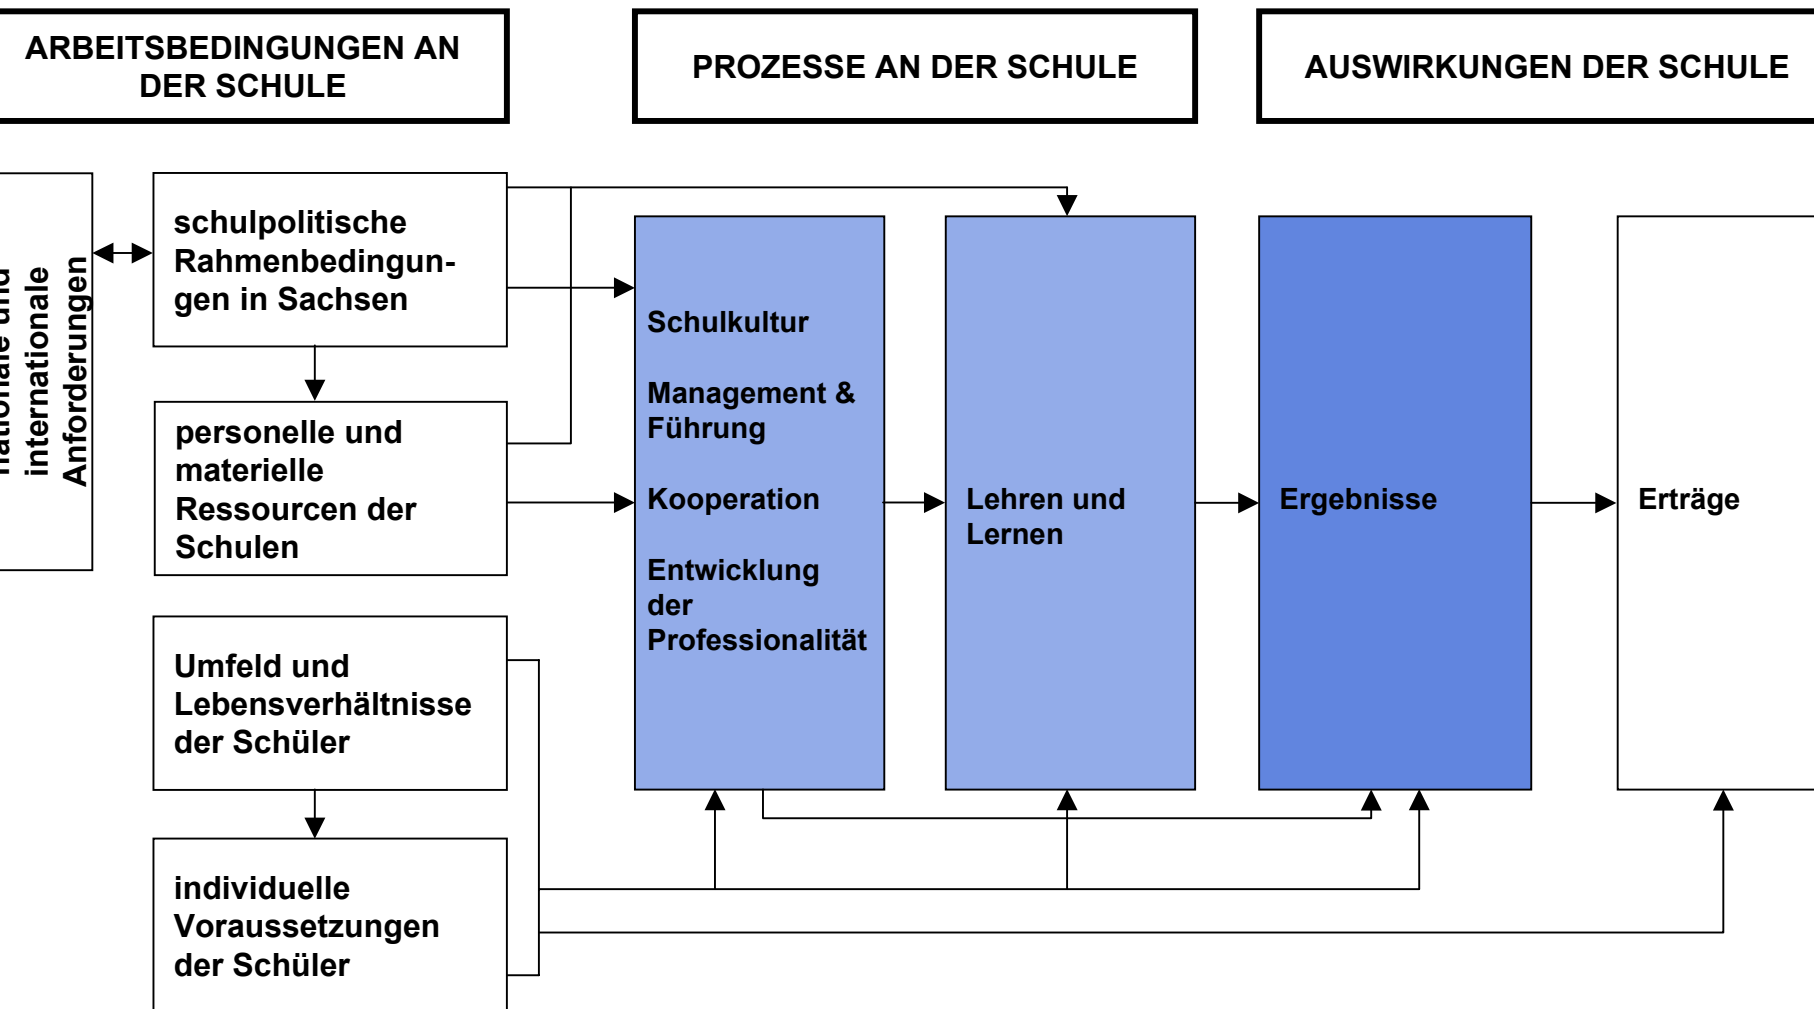 ARBEITSBEDINGUNGEN AN
DER SCHULE
PROZESSE AN DER SCHULE
AUSWIRKUNGEN DER SCHULE
nationale und
internationale
Anforderungen
schulpolitische
Rahmenbedingun-
gen in Sachsen
personelle und
materielle
Ressourcen der
Schulen
Umfeld und
Lebensverhältnisse
der Schüler
individuelle
Voraussetzungen
der Schüler
Schulkultur
Management &
Führung
Kooperation
Entwicklung
der
Professionalität
Lehren und
Lernen
Ergebnisse
Erträge